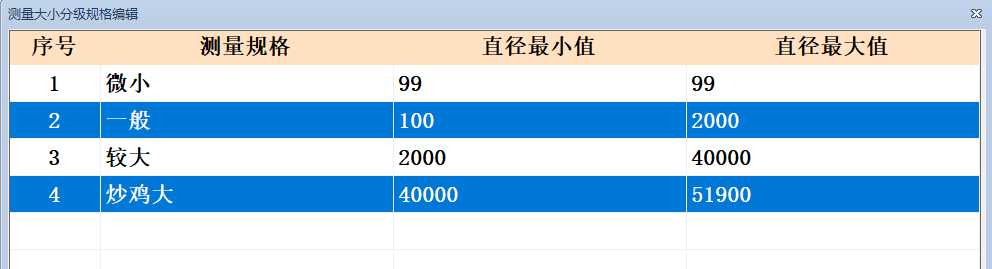 测量大小分级规格编辑
序号 测量规格 直径最小值 直径最大值
1 微小 99 99
2 一般 100 2000
3 较大 2000 40000
4 炒鸡大 40000 51900